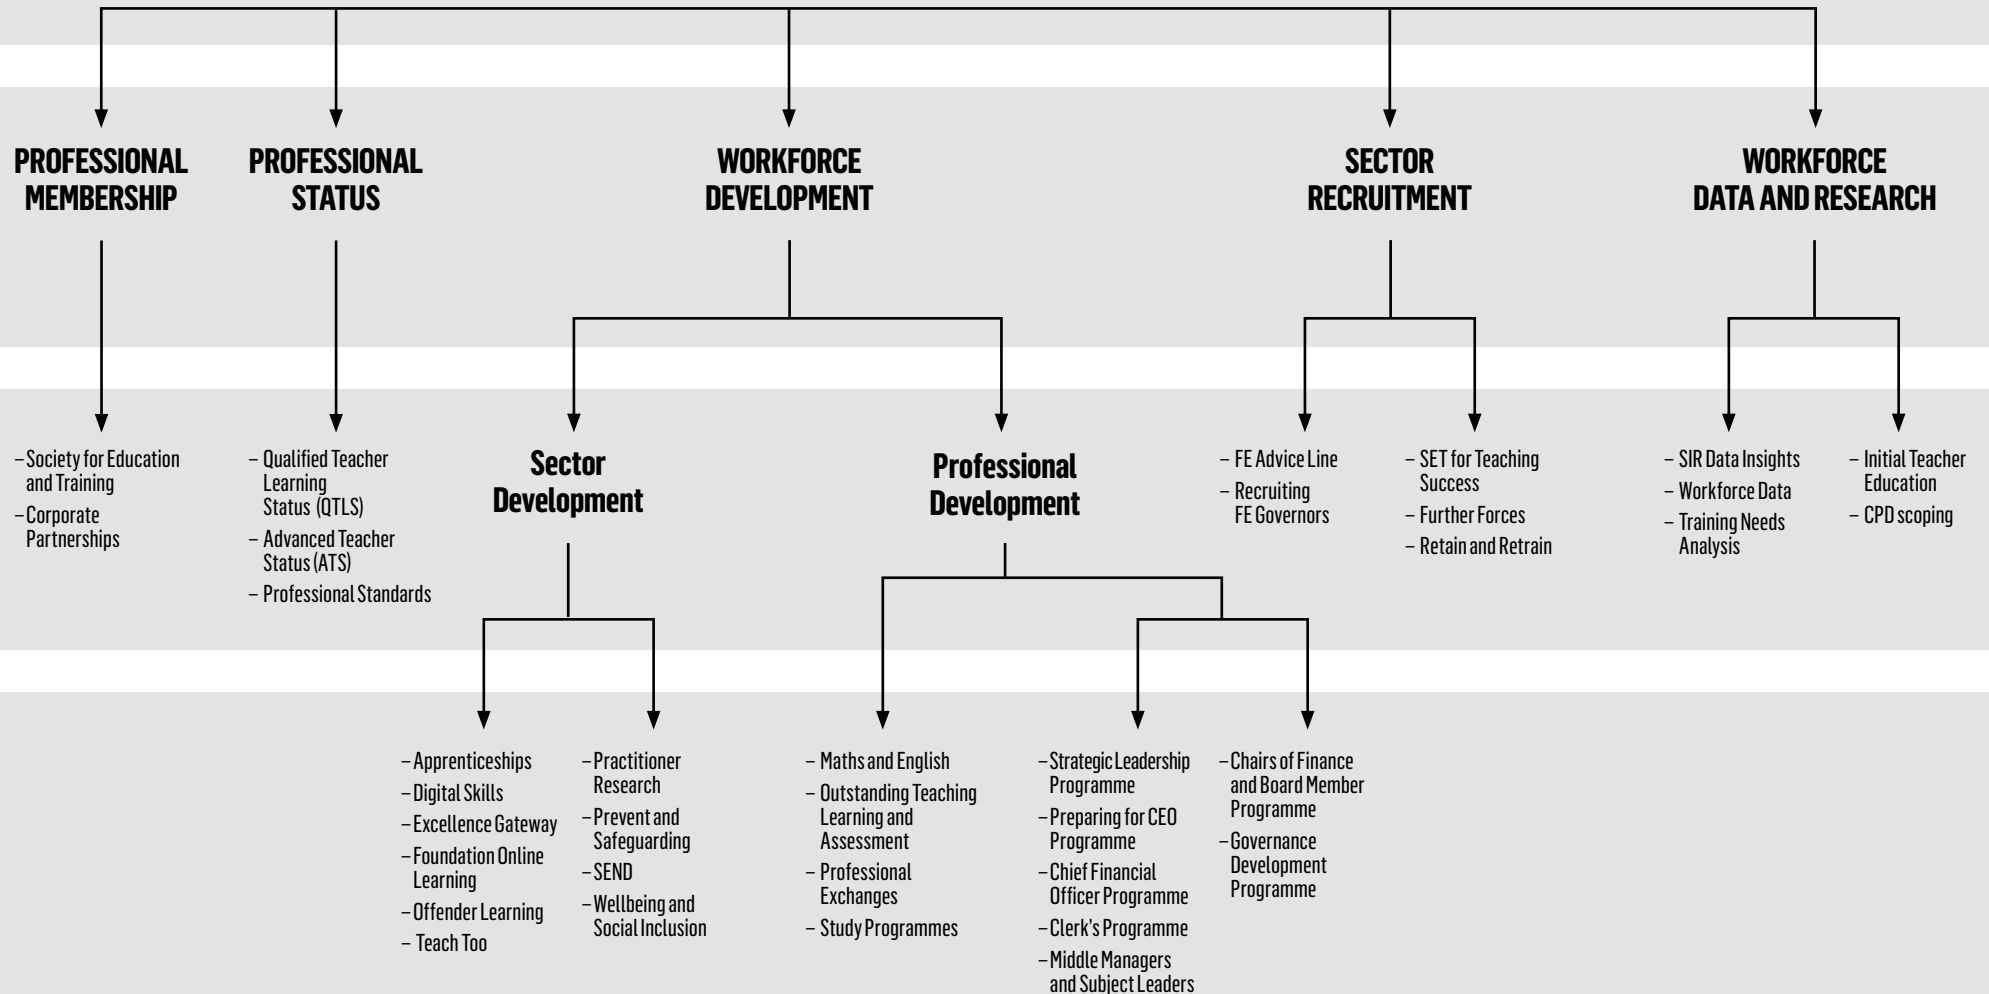 PROFESSIONAL
MEMBERSHIP
PROFESSIONAL
STATUS
WORKFORCE
DEVELOPMENT
SECTOR
RECRUITMENT
WORKFORCE
DATA AND RESEARCH
– Society for Education
and Training
– Corporate
Partnerships
– Qualified Teacher
Learning
Status (QTLS)
– Advanced Teacher
Status (ATS)
– Professional Standards
Sector
Development
Professional
Development
– FE Advice Line
– Recruiting
FE Governors
– SET for Teaching
Success
– Further Forces
– Retain and Retrain
– SIR Data Insights
– Workforce Data
– Training Needs
Analysis
– Initial Teacher
Education
– CPD scoping
– Apprenticeships
– Digital Skills
– Excellence Gateway
– Foundation Online
Learning
– Offender Learning
– Teach Too
– Practitioner
Research
– Prevent and
Safeguarding
– SEND
– Wellbeing and
Social Inclusion
– Maths and English
– Outstanding Teaching
Learning and
Assessment
– Professional
Exchanges
– Study Programmes
– Strategic Leadership
Programme
– Preparing for CEO
Programme
– Chief Financial
Officer Programme
– Clerk's Programme
– Middle Managers
and Subject Leaders
– Chairs of Finance
and Board Member
Programme
– Governance
Development
Programme